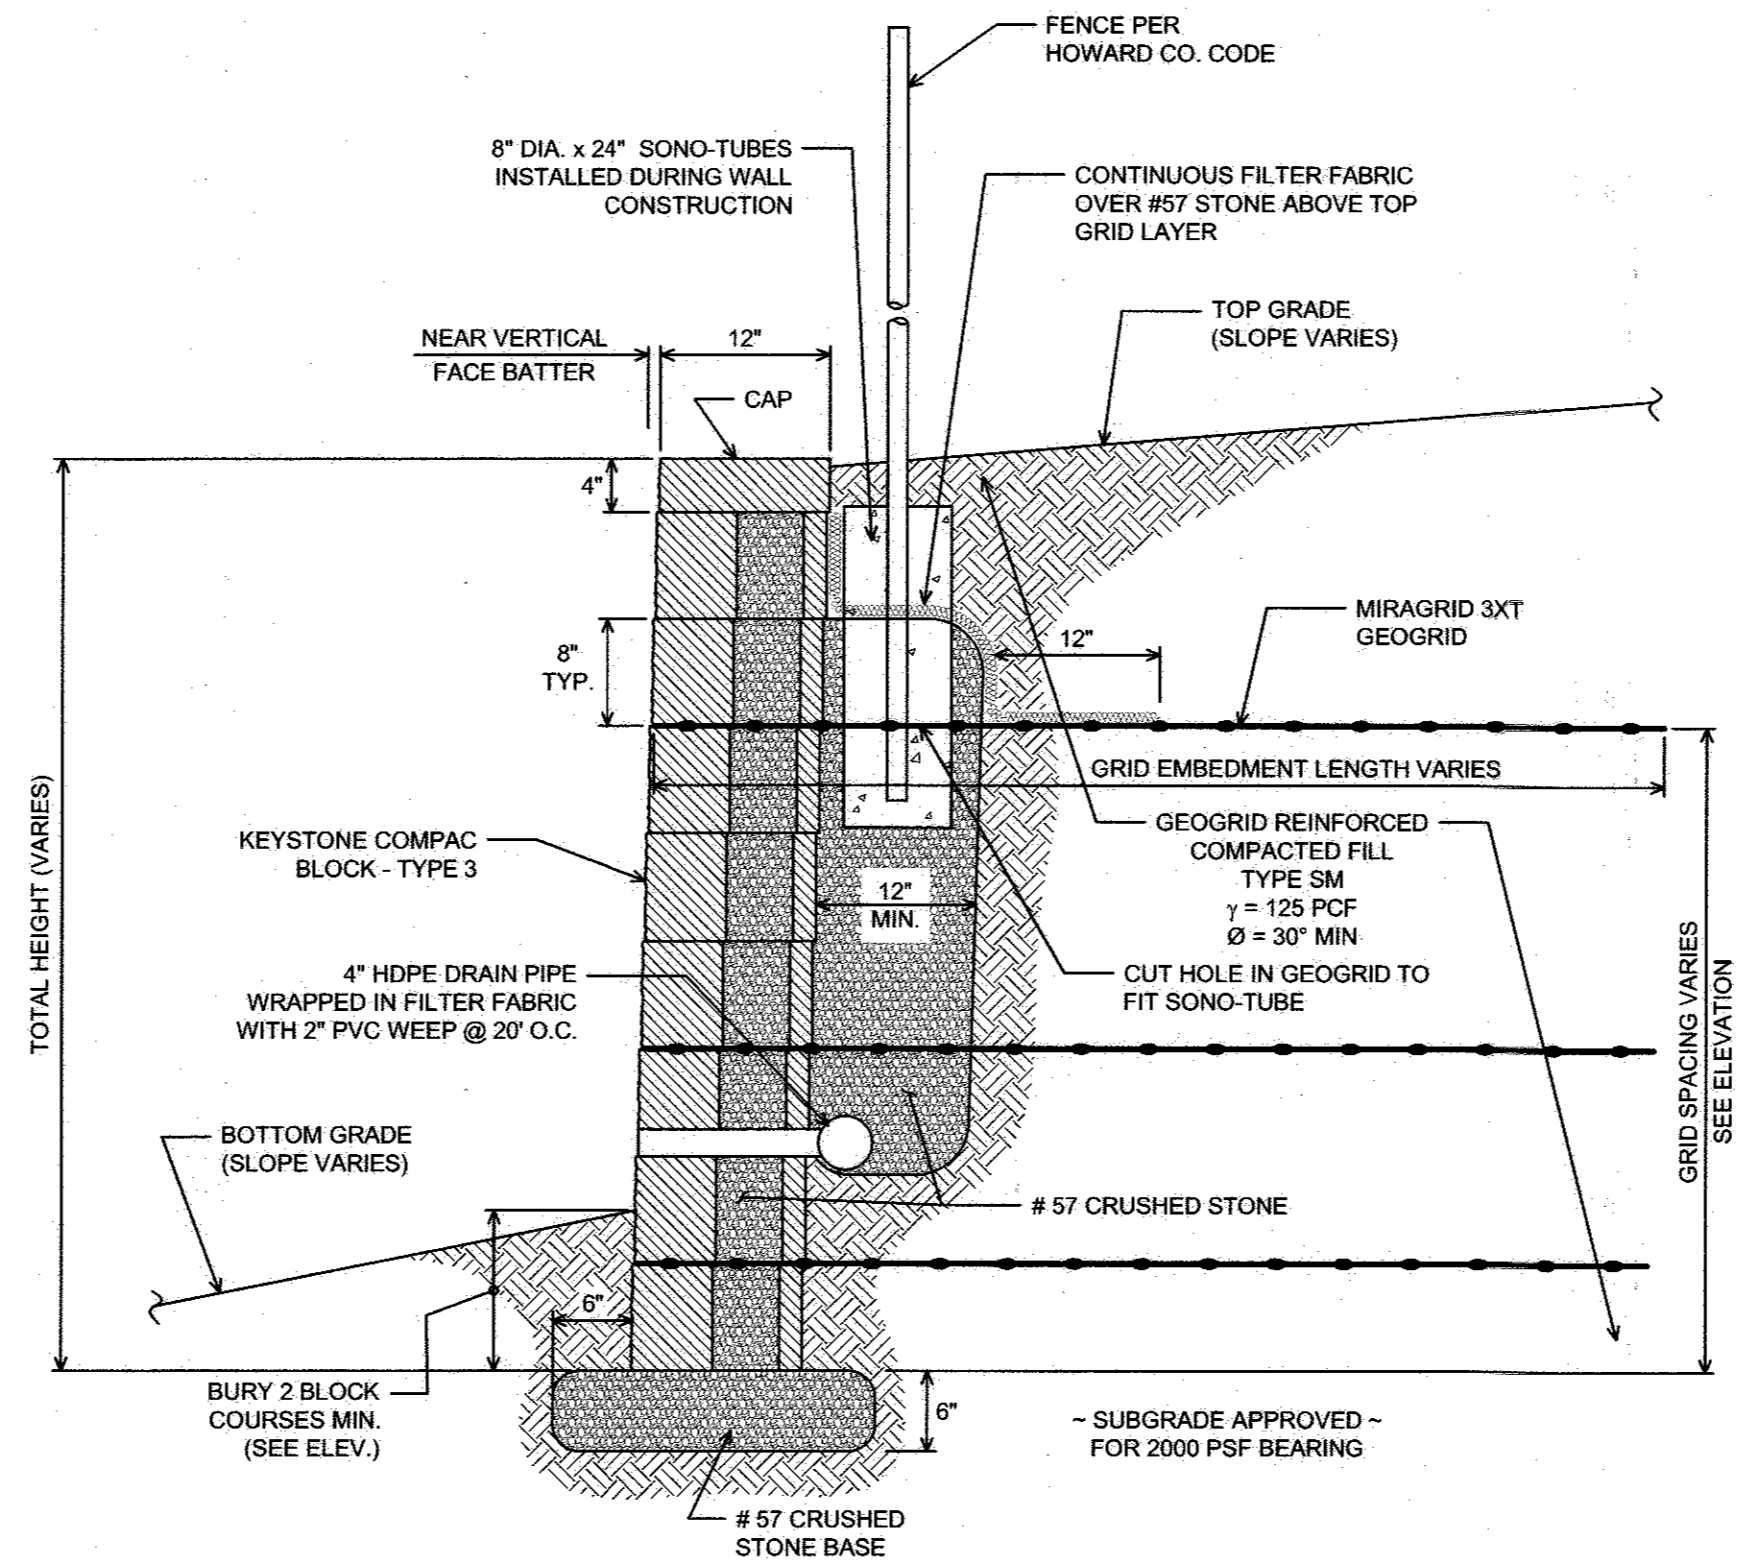 FENCE PER
HOWARD CO. CODE
8" DIA. x 24" SONO-TUBES
INSTALLED DURING WALL
CONSTRUCTION
CONTINUOUS FILTER FABRIC
OVER #57 STONE ABOVE TOP
GRID LAYER
TOP GRADE
(SLOPE VARIES)
NEAR VERTICAL
FACE BATTER
12"
CAP
4"
8"
TYP.
12"
MIRAGRID 3XT
GEOGRID
GRID EMBEDMENT LENGTH VARIES
TOTAL HEIGHT (VARIES)
KEYSTONE COMPAC
BLOCK - TYPE 3
GEOGRID REINFORCED
COMPACTED FILL
TYPE SM
γ = 125 PCF
Ø = 30° MIN
12"
MIN.
4" HDPE DRAIN PIPE
WRAPPED IN FILTER FABRIC
WITH 2" PVC WEEP @ 20' O.C.
CUT HOLE IN GEOGRID TO
FIT SONO-TUBE
GRID SPACING VARIES
SEE ELEVATION
BOTTOM GRADE
(SLOPE VARIES)
# 57 CRUSHED STONE
6"
BURY 2 BLOCK
COURSES MIN.
(SEE ELEV.)
6"
~ SUBGRADE APPROVED ~
FOR 2000 PSF BEARING
# 57 CRUSHED
STONE BASE